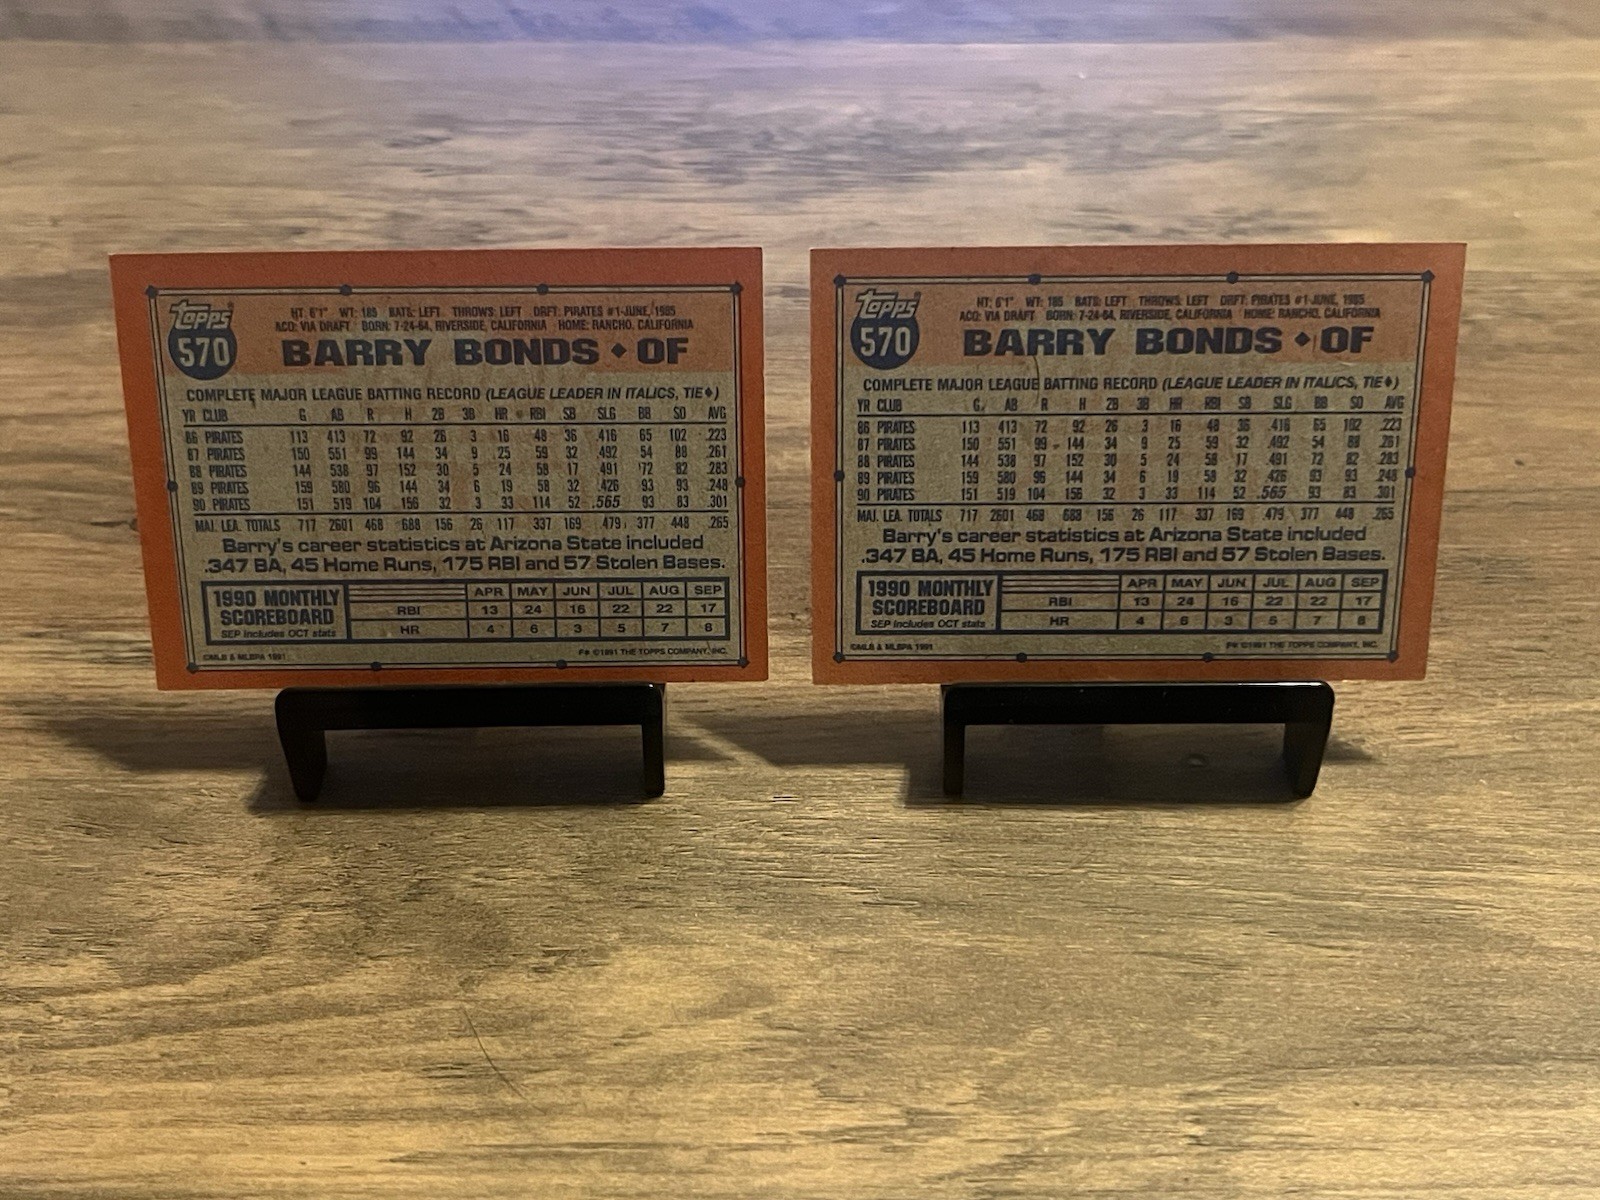 Topps
570
HT: 6'1" WT: 185 BATS: LEFT THROWS: LEFT DRFT: PIRATES #1-JUNE, 1985
ACQ: VIA DRAFT BORN: 7-24-64, RIVERSIDE, CALIFORNIA HOME: RANCHO, CALIFORNIA
BARRY BONDS ♦ OF
COMPLETE MAJOR LEAGUE BATTING RECORD (LEAGUE LEADER IN ITALICS, TIE♦)
YR CLUB G AB R H 2B 3B HR RBI SB SLG BB SO AVG
86 PIRATES 113 413 72 92 26 3 16 48 36 .416 65 102 .223
87 PIRATES 150 551 99 144 34 9 25 59 32 .492 54 88 .261
88 PIRATES 144 538 97 152 30 5 24 58 17 .491 72 82 .283
89 PIRATES 159 580 96 144 34 6 19 58 32 .426 93 93 .248
90 PIRATES 151 519 104 156 32 3 33 114 52 .565 93 83 .301
MAJ. LEA. TOTALS 717 2601 468 688 156 26 117 337 169 .479 377 448 .265
Barry's career statistics at Arizona State included
.347 BA, 45 Home Runs, 175 RBI and 57 Stolen Bases.
1990 MONTHLY
SCOREBOARD
SEP includes OCT stats
APR MAY JUN JUL AUG SEP
RBI 13 24 16 22 22 17
HR 4 6 3 5 7 8
©MLB & MLBPA 1991
F# ©1991 THE TOPPS COMPANY, INC.
Topps
570
HT: 6'1" WT: 185 BATS: LEFT THROWS: LEFT DRFT: PIRATES #1-JUNE, 1985
ACQ: VIA DRAFT BORN: 7-24-64, RIVERSIDE, CALIFORNIA HOME: RANCHO, CALIFORNIA
BARRY BONDS ♦ OF
COMPLETE MAJOR LEAGUE BATTING RECORD (LEAGUE LEADER IN ITALICS, TIE♦)
YR CLUB G AB R H 2B 3B HR RBI SB SLG BB SO AVG
86 PIRATES 113 413 72 92 26 3 16 48 36 .416 65 102 .223
87 PIRATES 150 551 99 144 34 9 25 59 32 .492 54 88 .261
88 PIRATES 144 538 97 152 30 5 24 58 17 .491 72 82 .283
89 PIRATES 159 580 96 144 34 6 19 58 32 .426 93 93 .248
90 PIRATES 151 519 104 156 32 3 33 114 52 .565 93 83 .301
MAJ. LEA. TOTALS 717 2601 468 688 156 26 117 337 169 .479 377 448 .265
Barry's career statistics at Arizona State included
.347 BA, 45 Home Runs, 175 RBI and 57 Stolen Bases.
1990 MONTHLY
SCOREBOARD
SEP includes OCT stats
APR MAY JUN JUL AUG SEP
RBI 13 24 16 22 22 17
HR 4 6 3 5 7 8
©MLB & MLBPA 1991
F# ©1991 THE TOPPS COMPANY, INC.